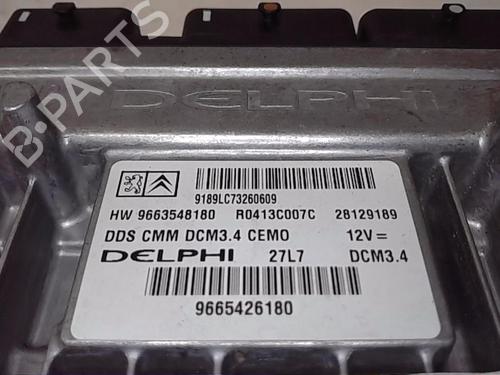 B-PARTS
DELPHI
9189LC73260609
HW 9663548180 R0413C007C 28129189
DDS CMM DCM3.4 CEMO 12V=
DELPHI 27L7 DCM3.4
9665426180